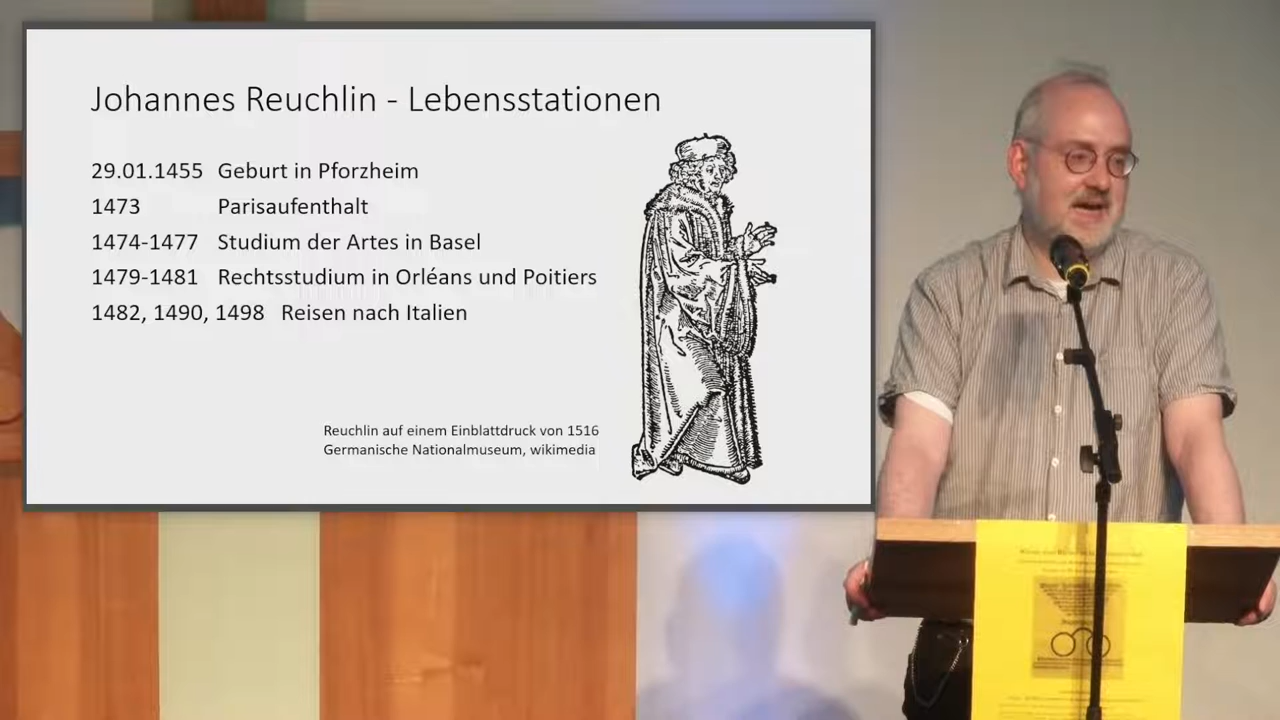 Johannes Reuchlin - Lebensstationen
29.01.1455 Geburt in Pforzheim
1473 Parisaufenthalt
1474-1477 Studium der Artes in Basel
1479-1481 Rechtsstudium in Orléans und Poitiers
1482, 1490, 1498 Reisen nach Italien
Reuchlin auf einem Einblattdruck von 1516
Germanische Nationalmuseum, wikimedia